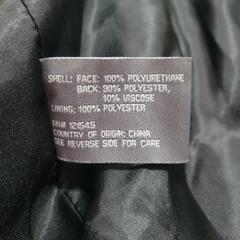 SHELL: FACE: 100% POLYURETHANE
BACK: 90% POLYESTER,
10% VISCOSE
LINING: 100% POLYESTER
RN# 121545
COUNTRY OF ORIGIN: CHINA
SEE REVERSE SIDE FOR CARE